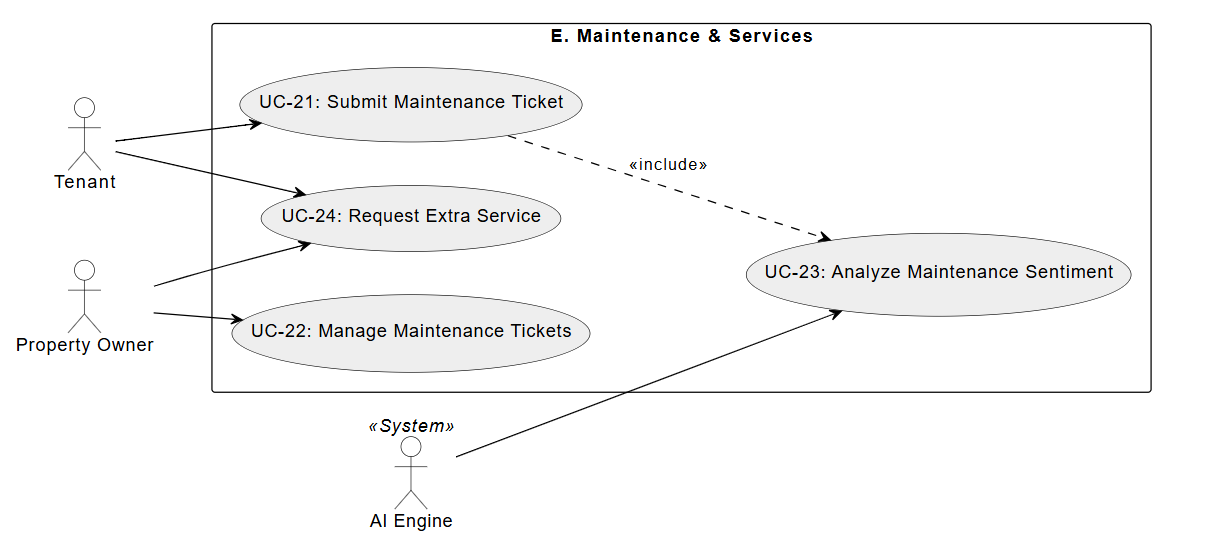 E. Maintenance & Services
UC-21: Submit Maintenance Ticket
«include»
Tenant
UC-24: Request Extra Service
UC-23: Analyze Maintenance Sentiment
Property Owner
UC-22: Manage Maintenance Tickets
«System»
AI Engine